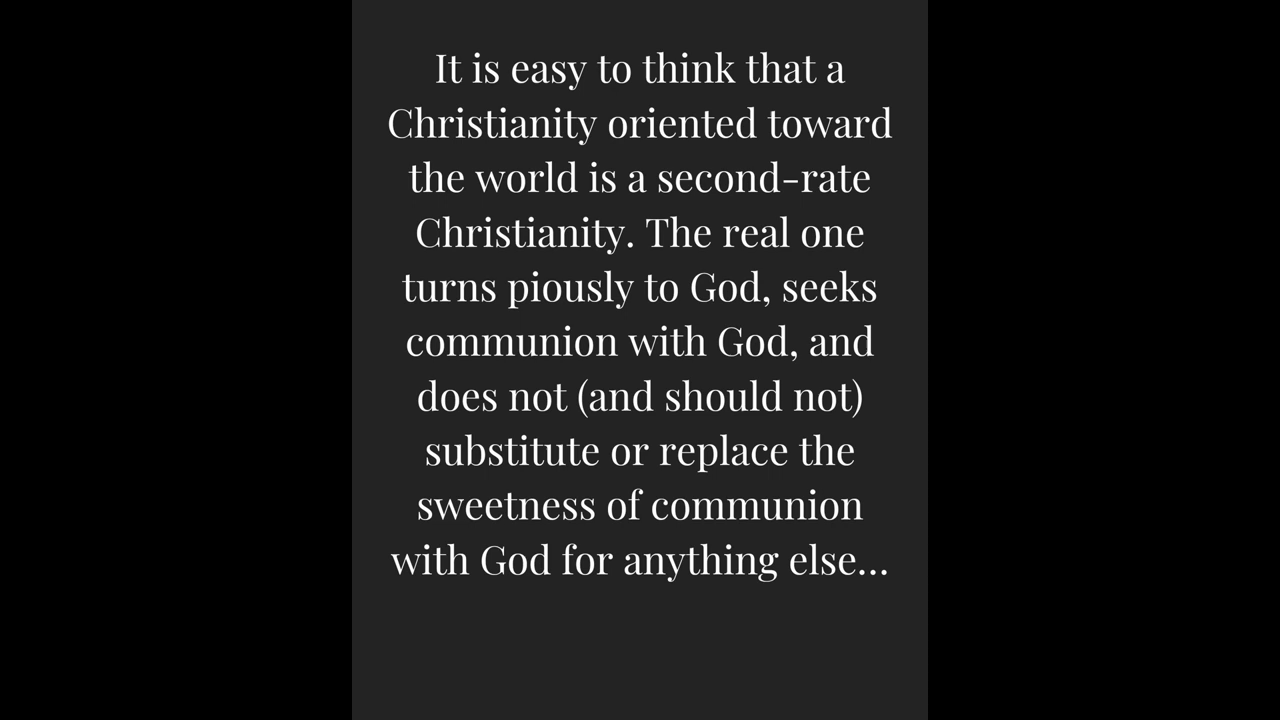 It is easy to think that a
Christianity oriented toward
the world is a second-rate
Christianity. The real one
turns piously to God, seeks
communion with God, and
does not (and should not)
substitute or replace the
sweetness of communion
with God for anything else...